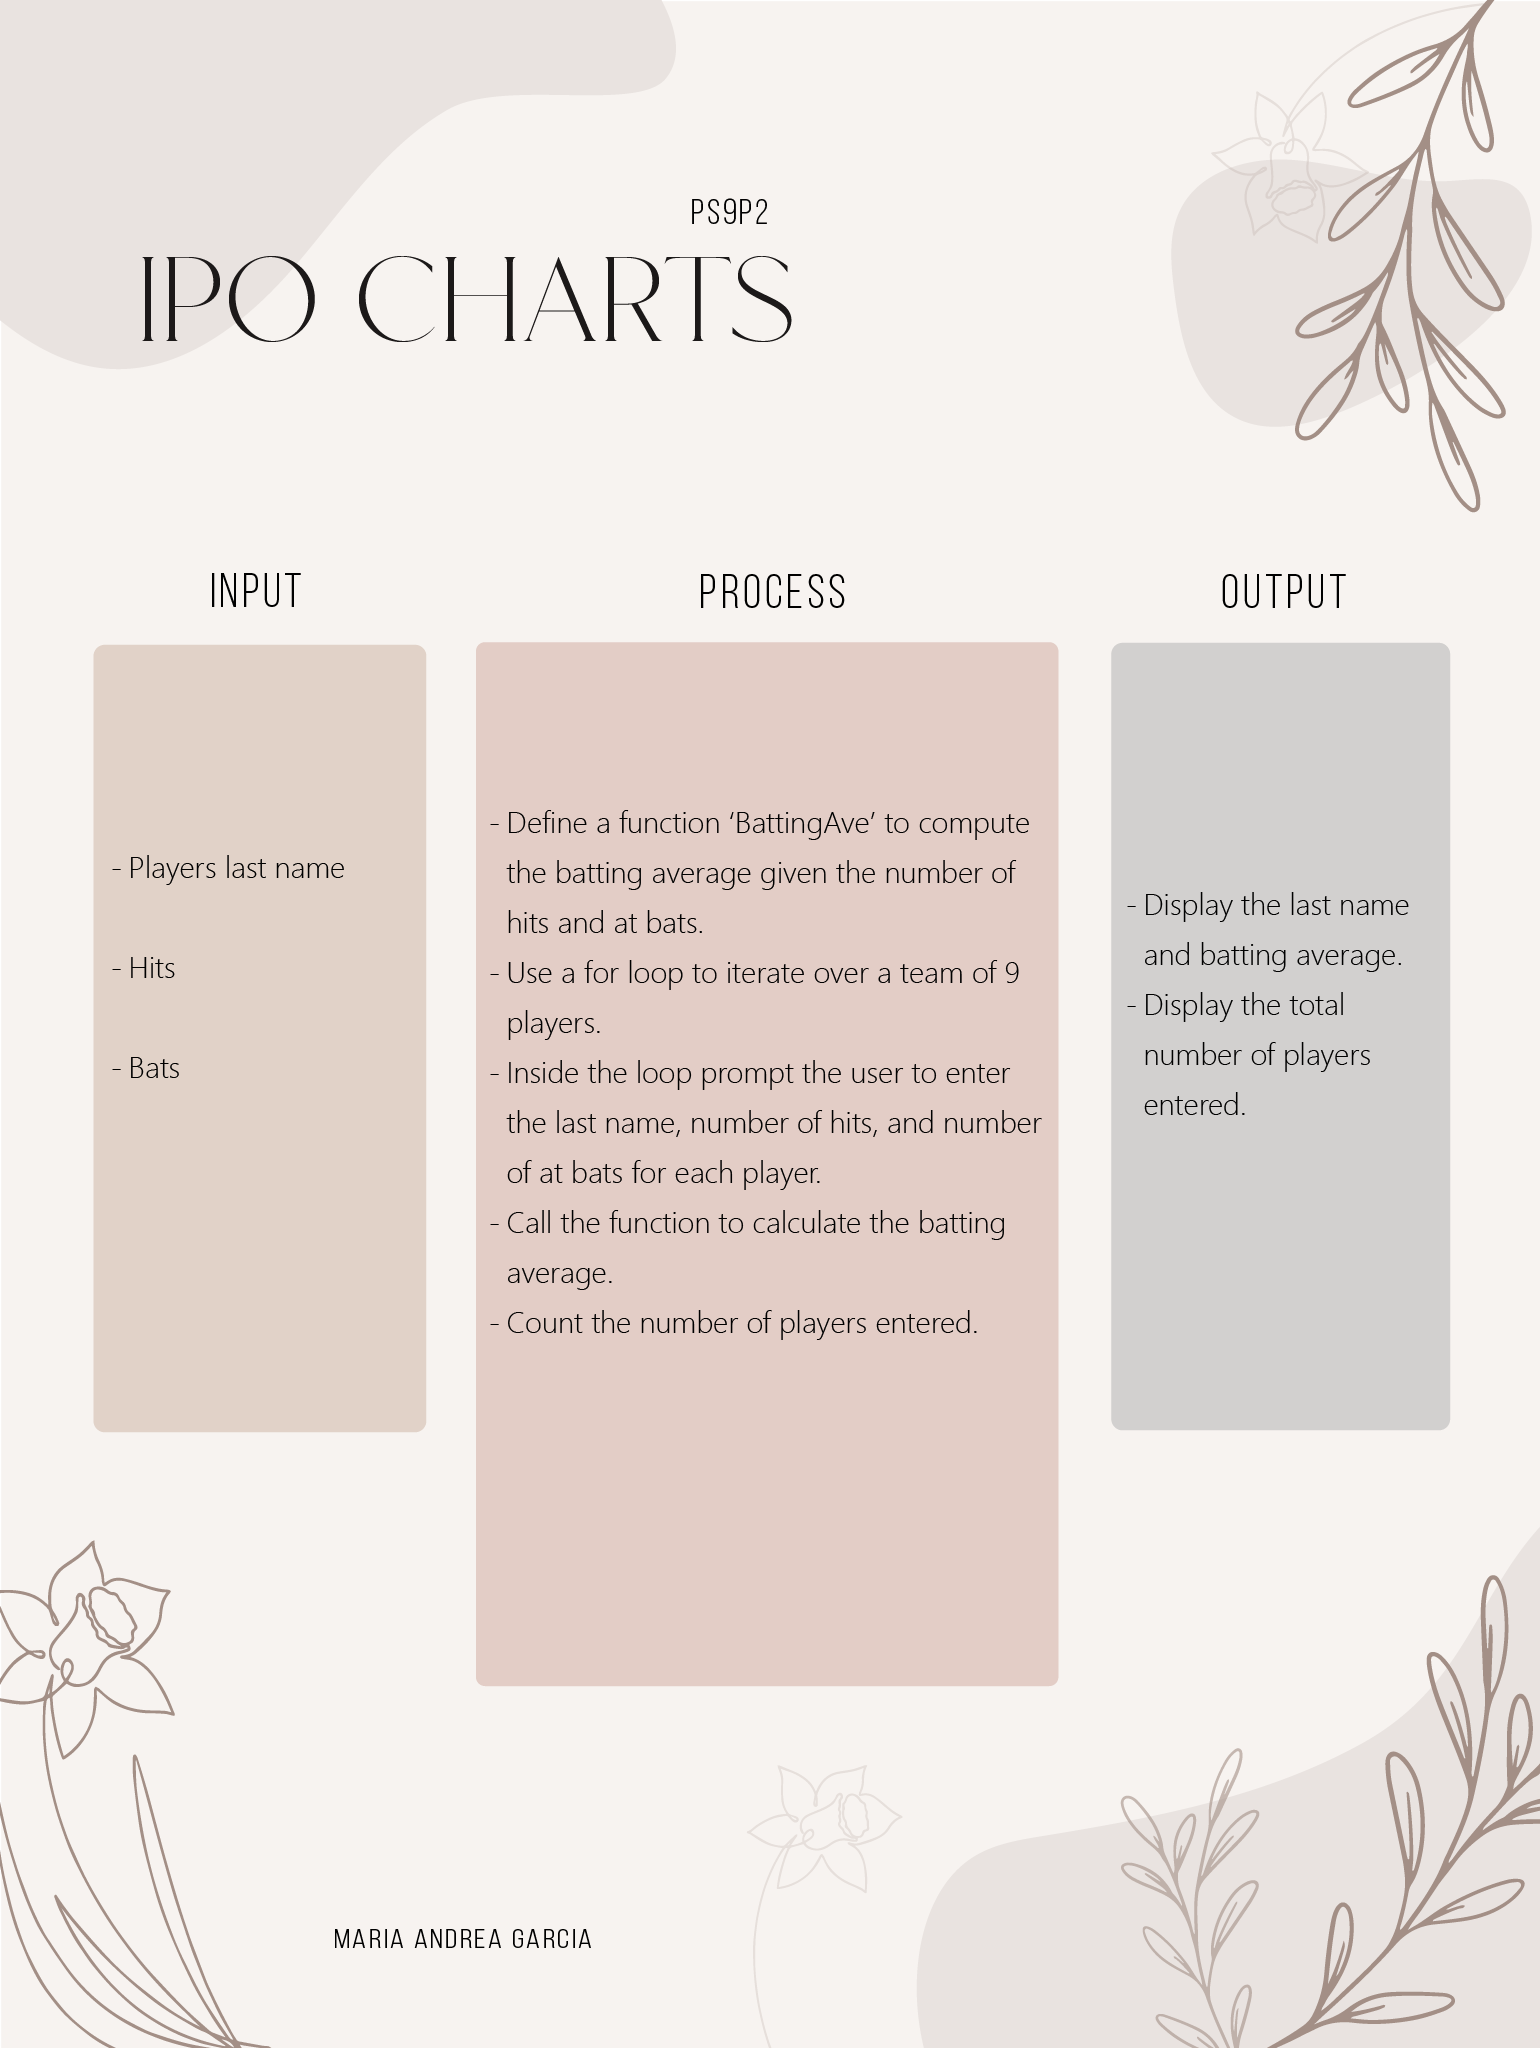 PS9P2
IPO CHARTS
INPUT
- Players last name
- Hits
- Bats
PROCESS
- Define a function ‘BattingAve’ to compute
the batting average given the number of
hits and at bats.
- Use a for loop to iterate over a team of 9
players.
- Inside the loop prompt the user to enter
the last name, number of hits, and number
of at bats for each player.
- Call the function to calculate the batting
average.
- Count the number of players entered.
OUTPUT
- Display the last name
and batting average.
- Display the total
number of players
entered.
MARIA ANDREA GARCIA